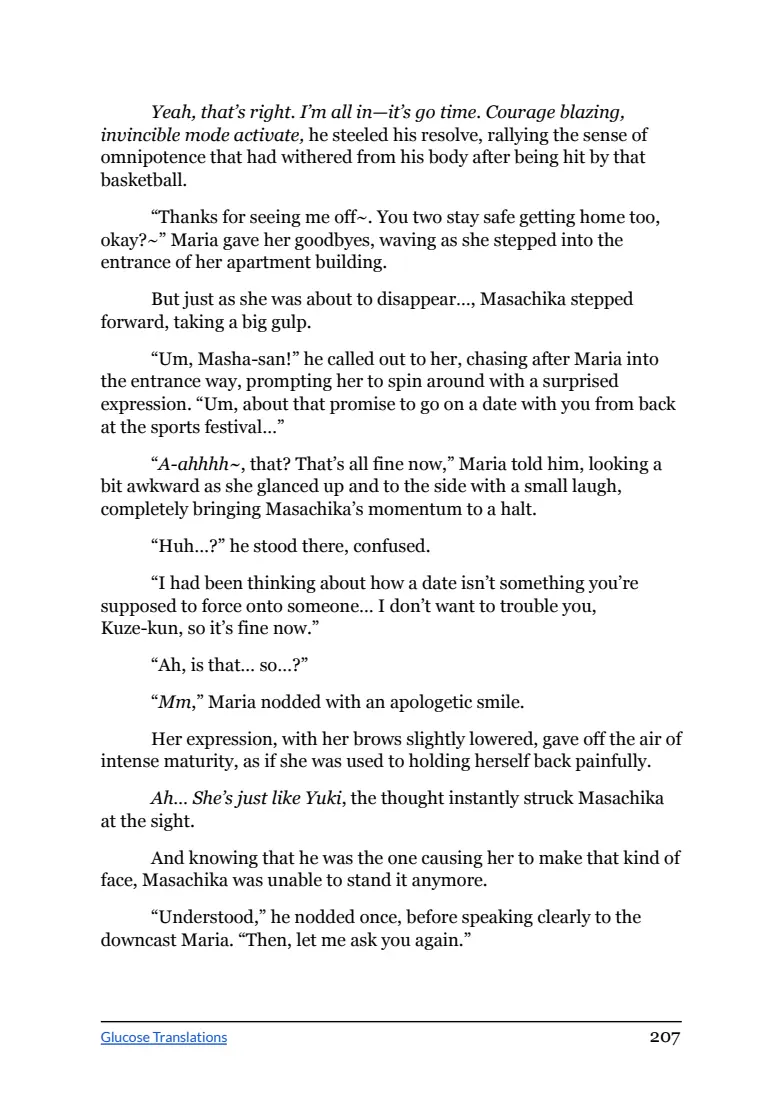 Yeah, that’s right. I’m all in—it’s go time. Courage blazing,
invincible mode activate, he steeled his resolve, rallying the sense of
omnipotence that had withered from his body after being hit by that
basketball.
“Thanks for seeing me off~. You two stay safe getting home too,
okay?~” Maria gave her goodbyes, waving as she stepped into the
entrance of her apartment building.
But just as she was about to disappear..., Masachika stepped
forward, taking a big gulp.
“Um, Masha-san!” he called out to her, chasing after Maria into
the entrance way, prompting her to spin around with a surprised
expression. “Um, about that promise to go on a date with you from back
at the sports festival...”
“A-ahhhh~, that? That’s all fine now,” Maria told him, looking a
bit awkward as she glanced up and to the side with a small laugh,
completely bringing Masachika’s momentum to a halt.
“Huh...?” he stood there, confused.
“I had been thinking about how a date isn’t something you’re
supposed to force onto someone... I don’t want to trouble you,
Kuze-kun, so it’s fine now.”
“Ah, is that... so...?”
“Mm,” Maria nodded with an apologetic smile.
Her expression, with her brows slightly lowered, gave off the air of
intense maturity, as if she was used to holding herself back painfully.
Ah... She’s just like Yuki, the thought instantly struck Masachika
at the sight.
And knowing that he was the one causing her to make that kind of
face, Masachika was unable to stand it anymore.
“Understood,” he nodded once, before speaking clearly to the
downcast Maria. “Then, let me ask you again.”
Glucose Translations
207